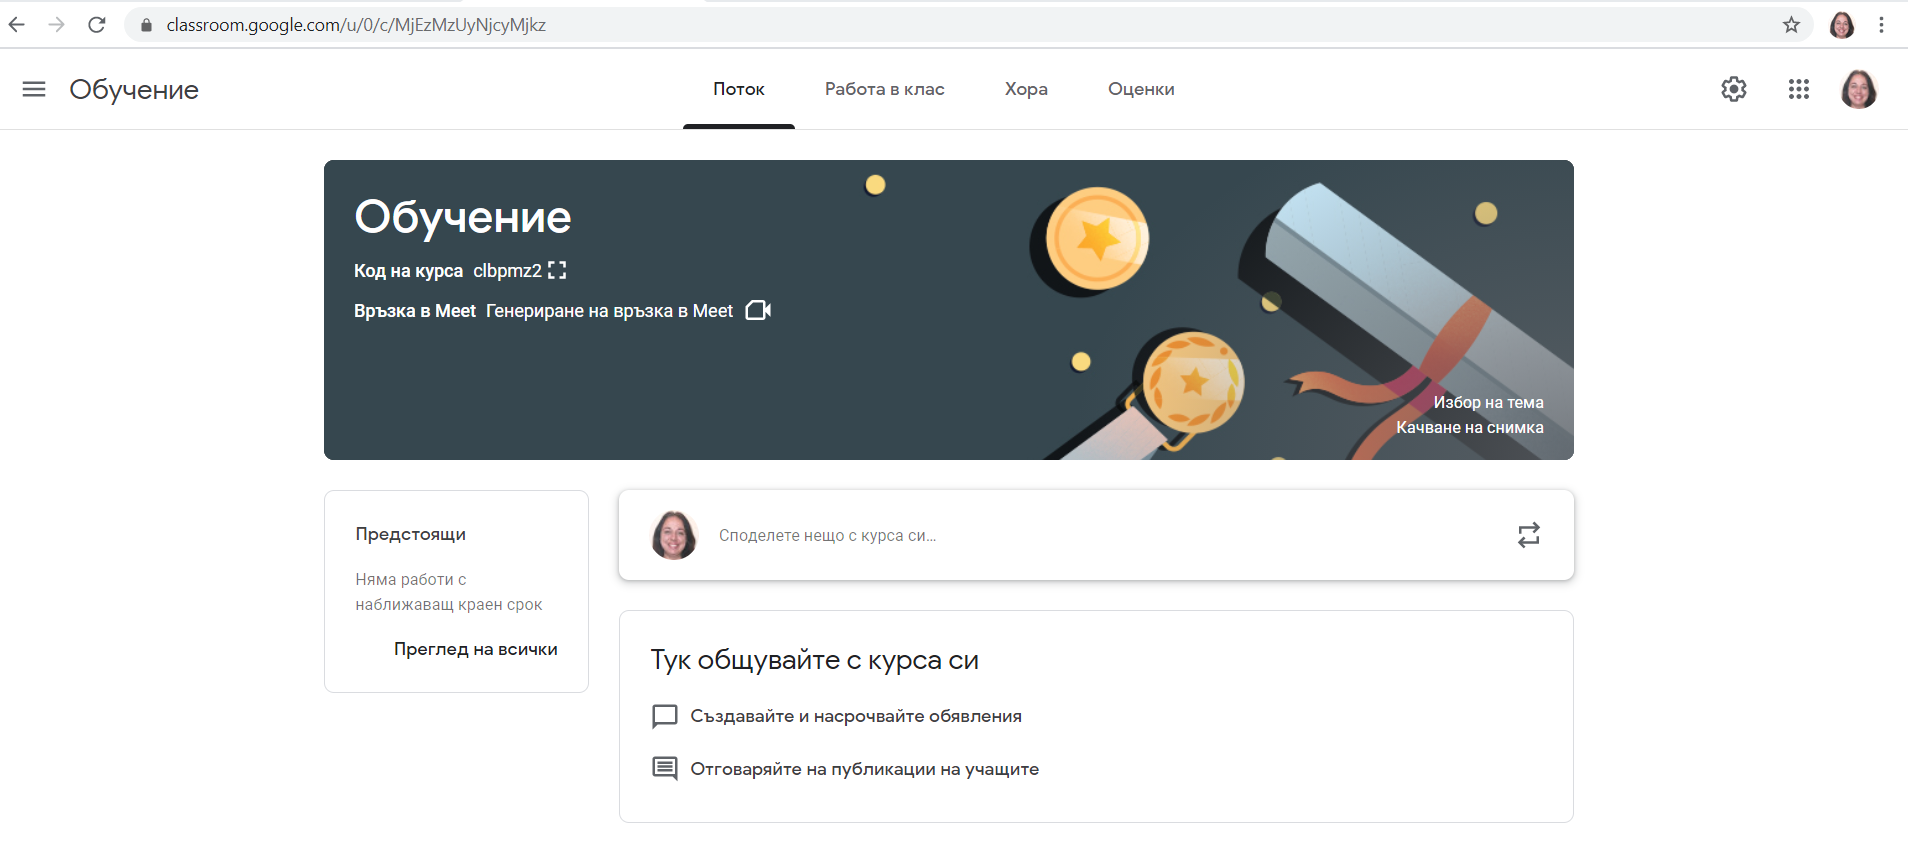 classroom.google.com/u/0/c/MjEzMzUyNjcyMjkz
Обучение
Поток
Работа в клас
Хора
Оценки
Обучение
Код на курса clbpmz2
Връзка в Meet Генериране на връзка в Meet
Избор на тема
Качване на снимка
Предстоящи
Няма работи с
наближаващ краен срок
Преглед на всички
Споделете нещо с курса си...
Тук общувайте с курса си
Създавайте и насрочвайте обявления
Отговаряйте на публикации на учащите